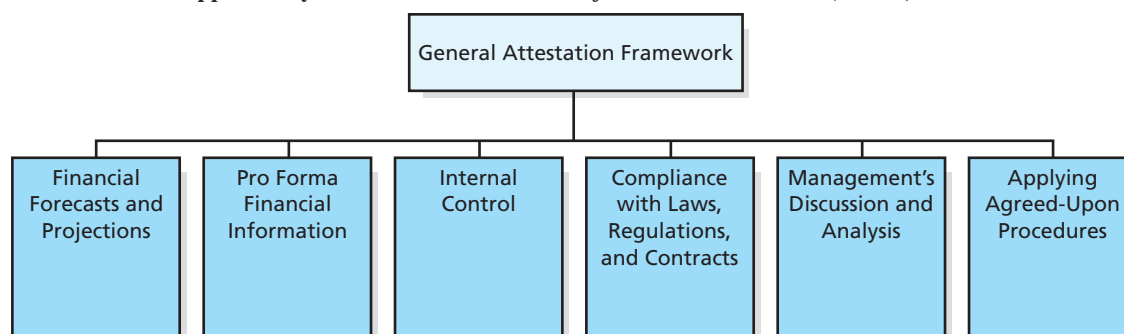 General Attestation Framework
Financial
Forecasts and
Projections
Pro Forma
Financial
Information
Internal
Control
Compliance
with Laws,
Regulations,
and Contracts
Management's
Discussion and
Analysis
Applying
Agreed-Upon
Procedures